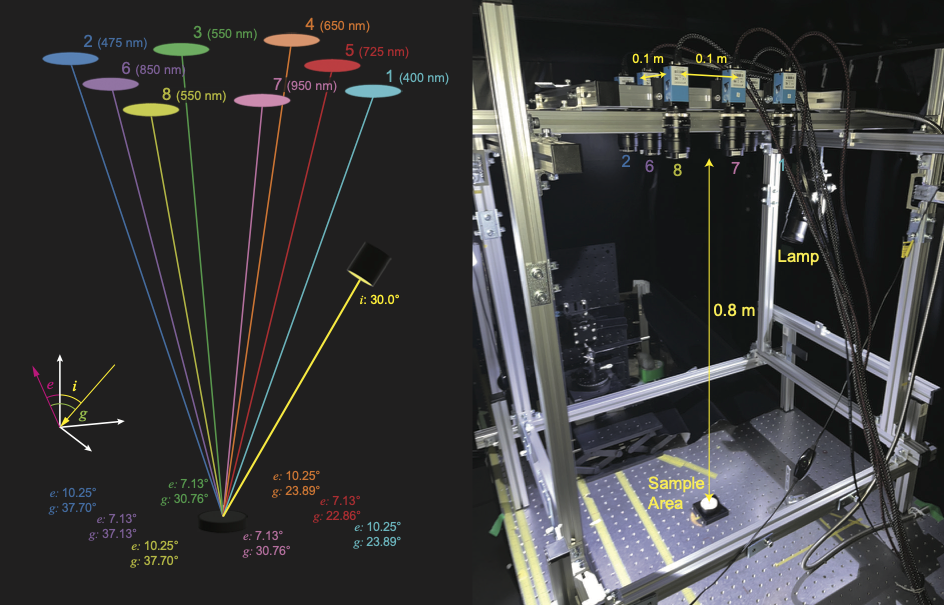 4 (650 nm)
3 (550 nm)
2 (475 nm)
5 (725 nm)
6 (850 nm)
1 (400 nm)
7 (950 nm)
8 (550 nm)
i: 30.0°
e
i
g
e: 7.13°
g: 30.76°
e: 10.25°
g: 23.89°
e: 10.25°
g: 37.70°
e: 7.13°
g: 22.86°
e: 7.13°
g: 37.13°
e: 10.25°
g: 23.89°
e: 7.13°
g: 30.76°
e: 10.25°
g: 37.70°
0.1 m
0.1 m
2
6
8
7
1
Lamp
0.8 m
Sample
Area